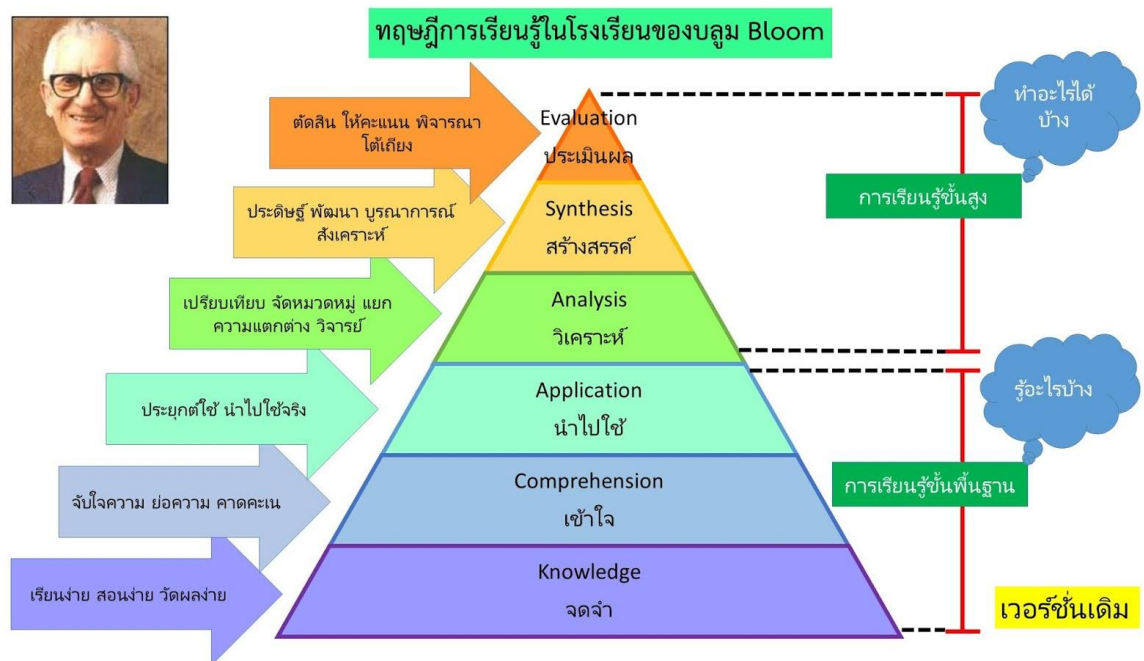 ทฤษฎีการเรียนรู้ในโรงเรียนของบลูม Bloom
ตัดสิน ให้คะแนน พิจารณา
โต้เถียง
Evaluation
ประเมินผล
ทำอะไรได้
บ้าง
การเรียนรู้ขั้นสูง
ประดิษฐ์ พัฒนา บูรณาการณ์
สังเคราะห์
Synthesis
สร้างสรรค์
เปรียบเทียบ จัดหมวดหมู่ แยก
ความแตกต่าง วิจารย์
Analysis
วิเคราะห์
ประยุกต์ใช้ นำไปใช้จริง
Application
นำไปใช้
รู้อะไรบ้าง
การเรียนรู้ขั้นพื้นฐาน
จับใจความ ย่อความ คาดคะเน
Comprehension
เข้าใจ
เรียนง่าย สอนง่าย วัดผลง่าย
Knowledge
จดจำ
เวอร์ชั่นเดิม